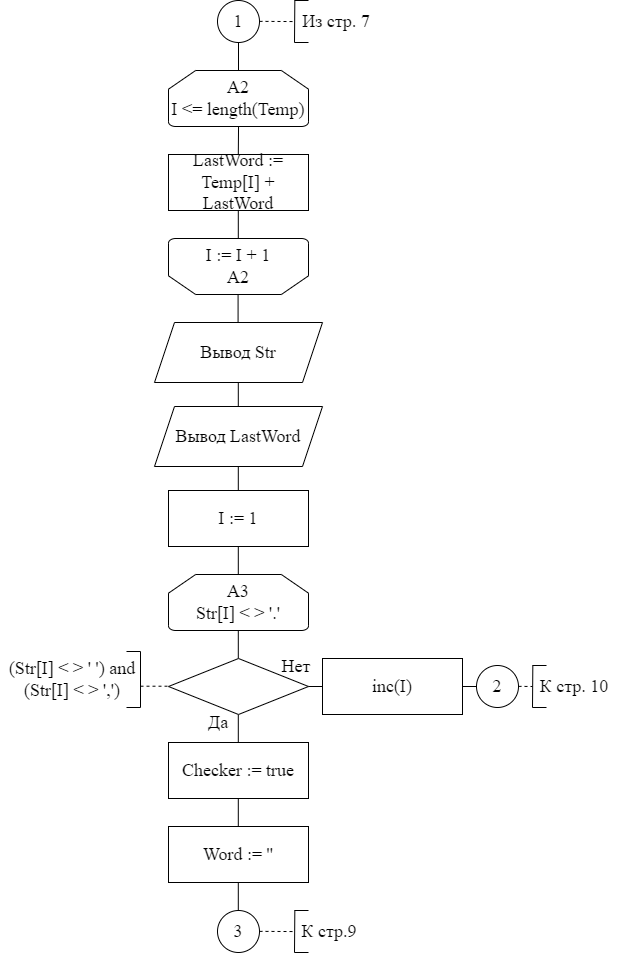 1
Из стр. 7
A2
I <= length(Temp)
LastWord :=
Temp[I] +
LastWord
I := I + 1
A2
Вывод Str
Вывод LastWord
I := 1
A3
Str[I] < > '.'
(Str[I] < > ' ') and
(Str[I] < > ',')
Нет
inc(I)
2
К стр. 10
Да
Checker := true
Word := ''
3
К стр.9